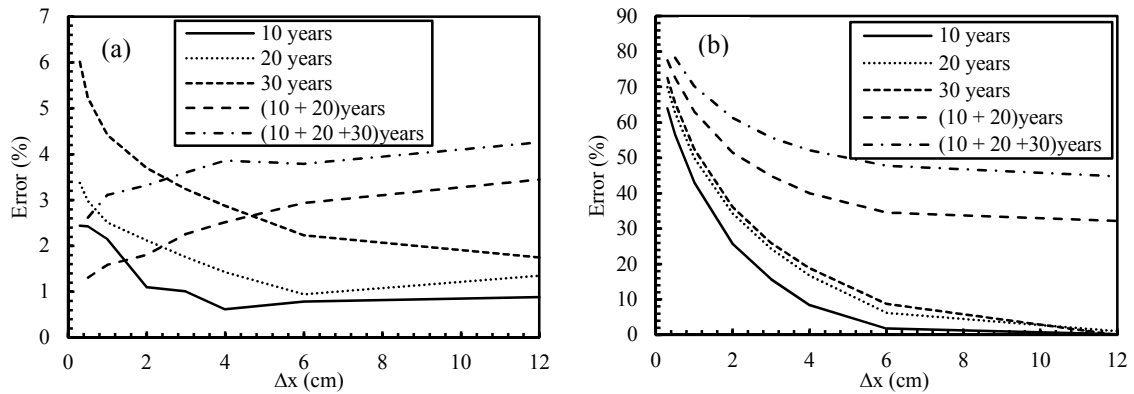 (a)
10 years
20 years
30 years
(10 + 20)years
(10 + 20 +30)years
Error (%)
7
6
5
4
3
2
1
0
0 2 4 6 8 10 12
Δx (cm)
(b)
10 years
20 years
30 years
(10 + 20)years
(10 + 20 +30)years
Error (%)
90
80
70
60
50
40
30
20
10
0
0 2 4 6 8 10 12
Δx (cm)